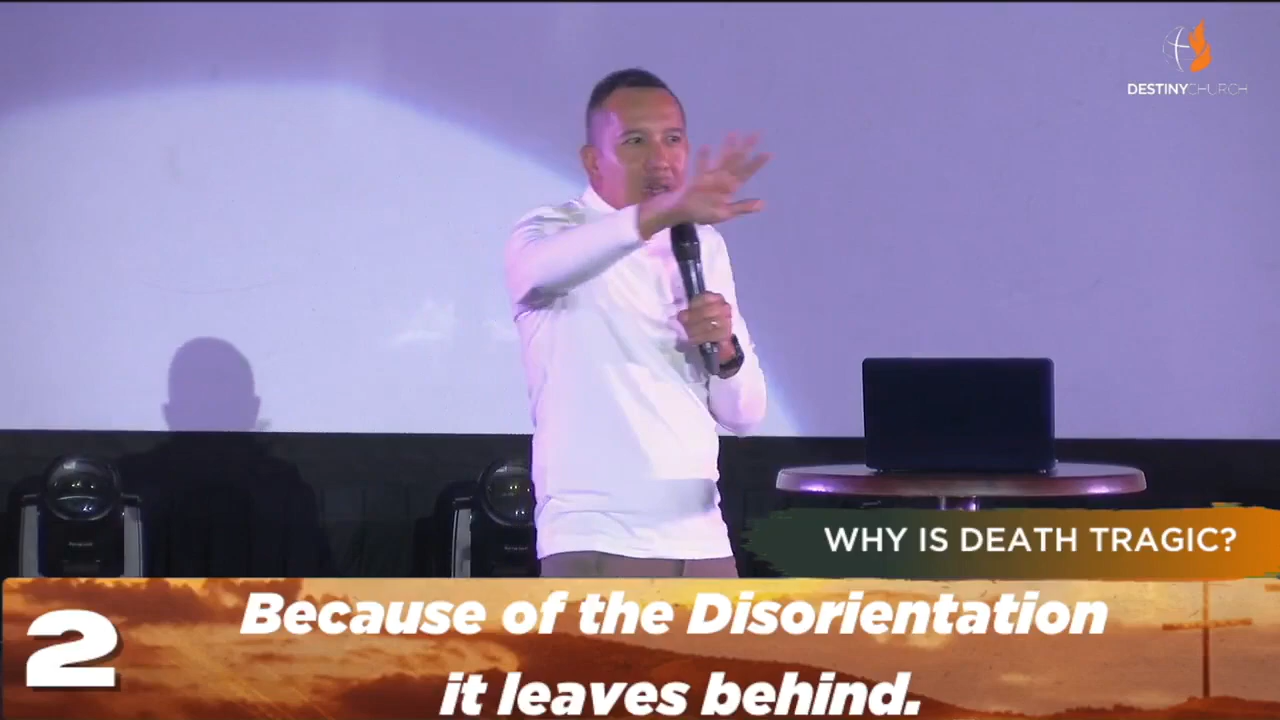 DESTINYCHURCH
WHY IS DEATH TRAGIC?
2
Because of the Disorientation
it leaves behind.